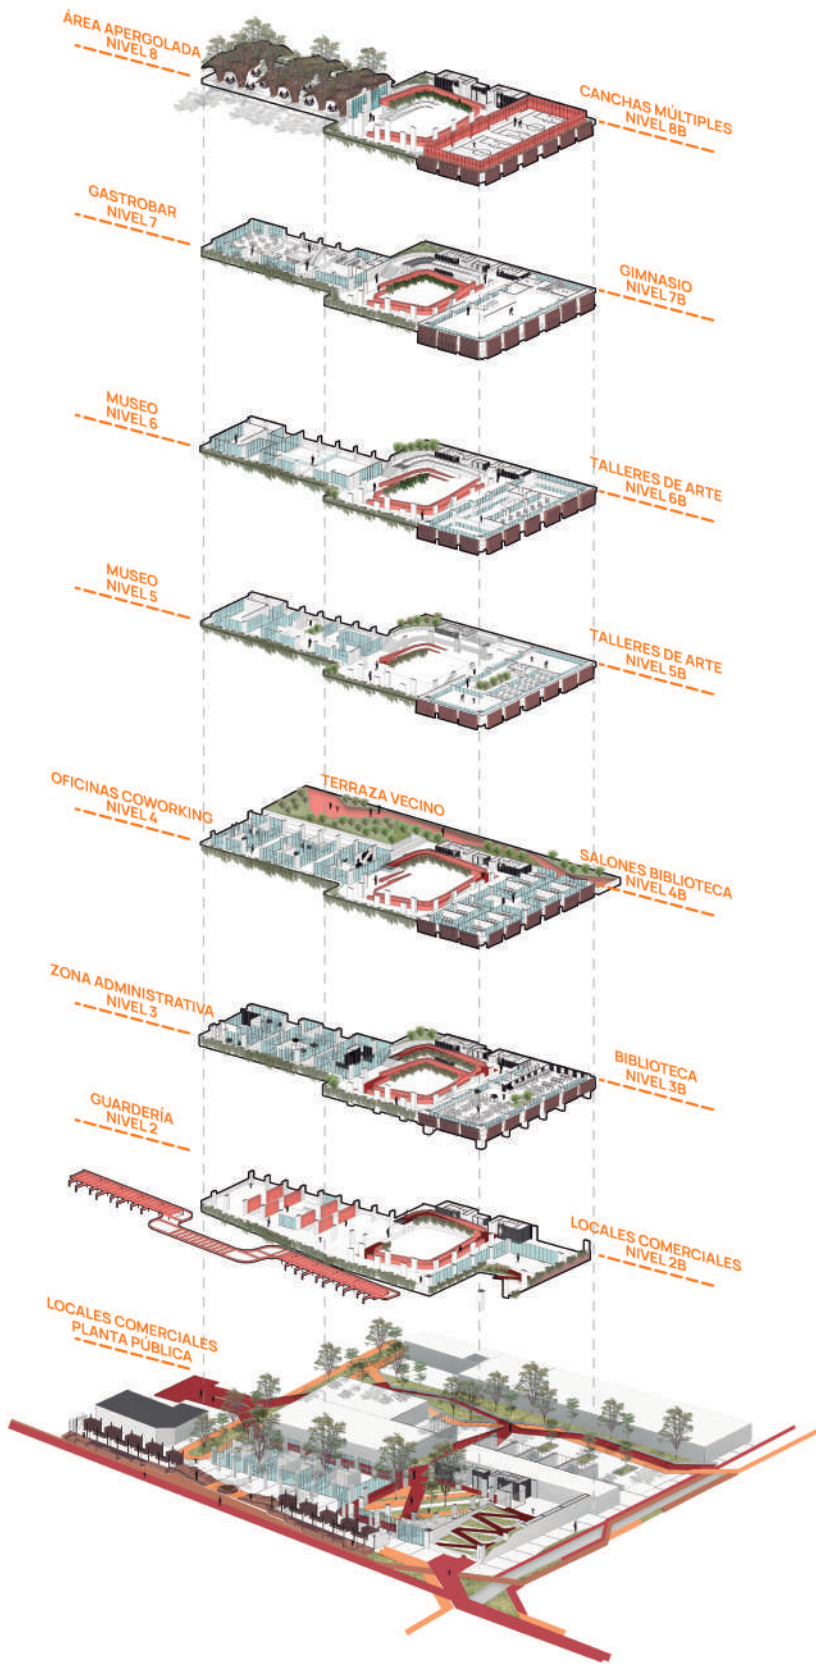 ÁREA APERGOLADA
NIVEL 8
CANCHAS MÚLTIPLES
NIVEL 8B
GASTROBAR
NIVEL 7
GIMNASIO
NIVEL 7B
MUSEO
NIVEL 6
TALLERES DE ARTE
NIVEL 6B
MUSEO
NIVEL 5
TALLERES DE ARTE
NIVEL 5B
OFICINAS COWORKING
NIVEL 4
TERRAZA VECINO
SALONES BIBLIOTECA
NIVEL 4B
ZONA ADMINISTRATIVA
NIVEL 3
BIBLIOTECA
NIVEL 3B
GUARDERÍA
NIVEL 2
LOCALES COMERCIALES
NIVEL 2B
LOCALES COMERCIALES
PLANTA PÚBLICA